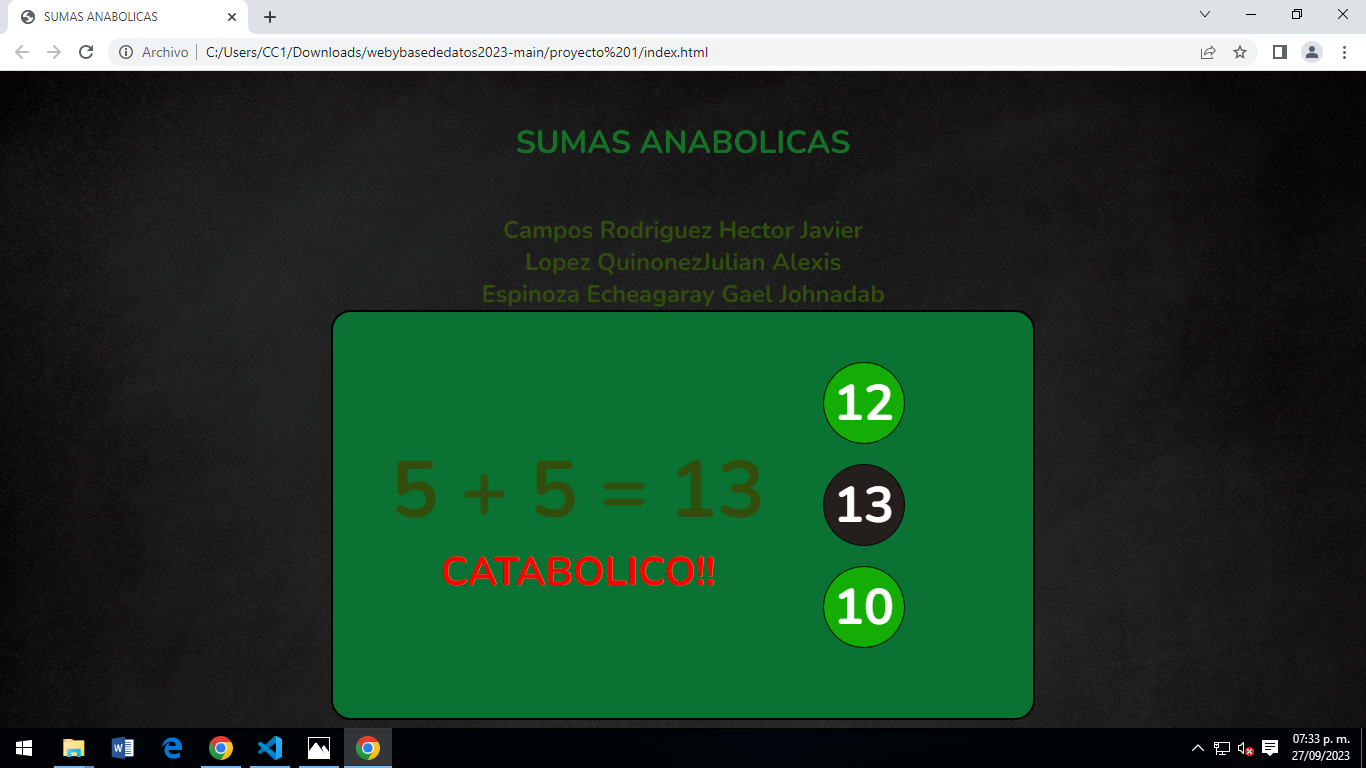 SUMAS ANABOLICAS
Archivo
C:/Users/CC1/Downloads/webybasededatos2023-main/proyecto%201/index.html
SUMAS ANABOLICAS
Campos Rodriguez Hector Javier
Lopez QuinonezJulian Alexis
Espinoza Echeagaray Gael Johnadab
5 + 5 = 13
CATABOLICO!!
12
13
10
07:33 p. m.
27/09/2023